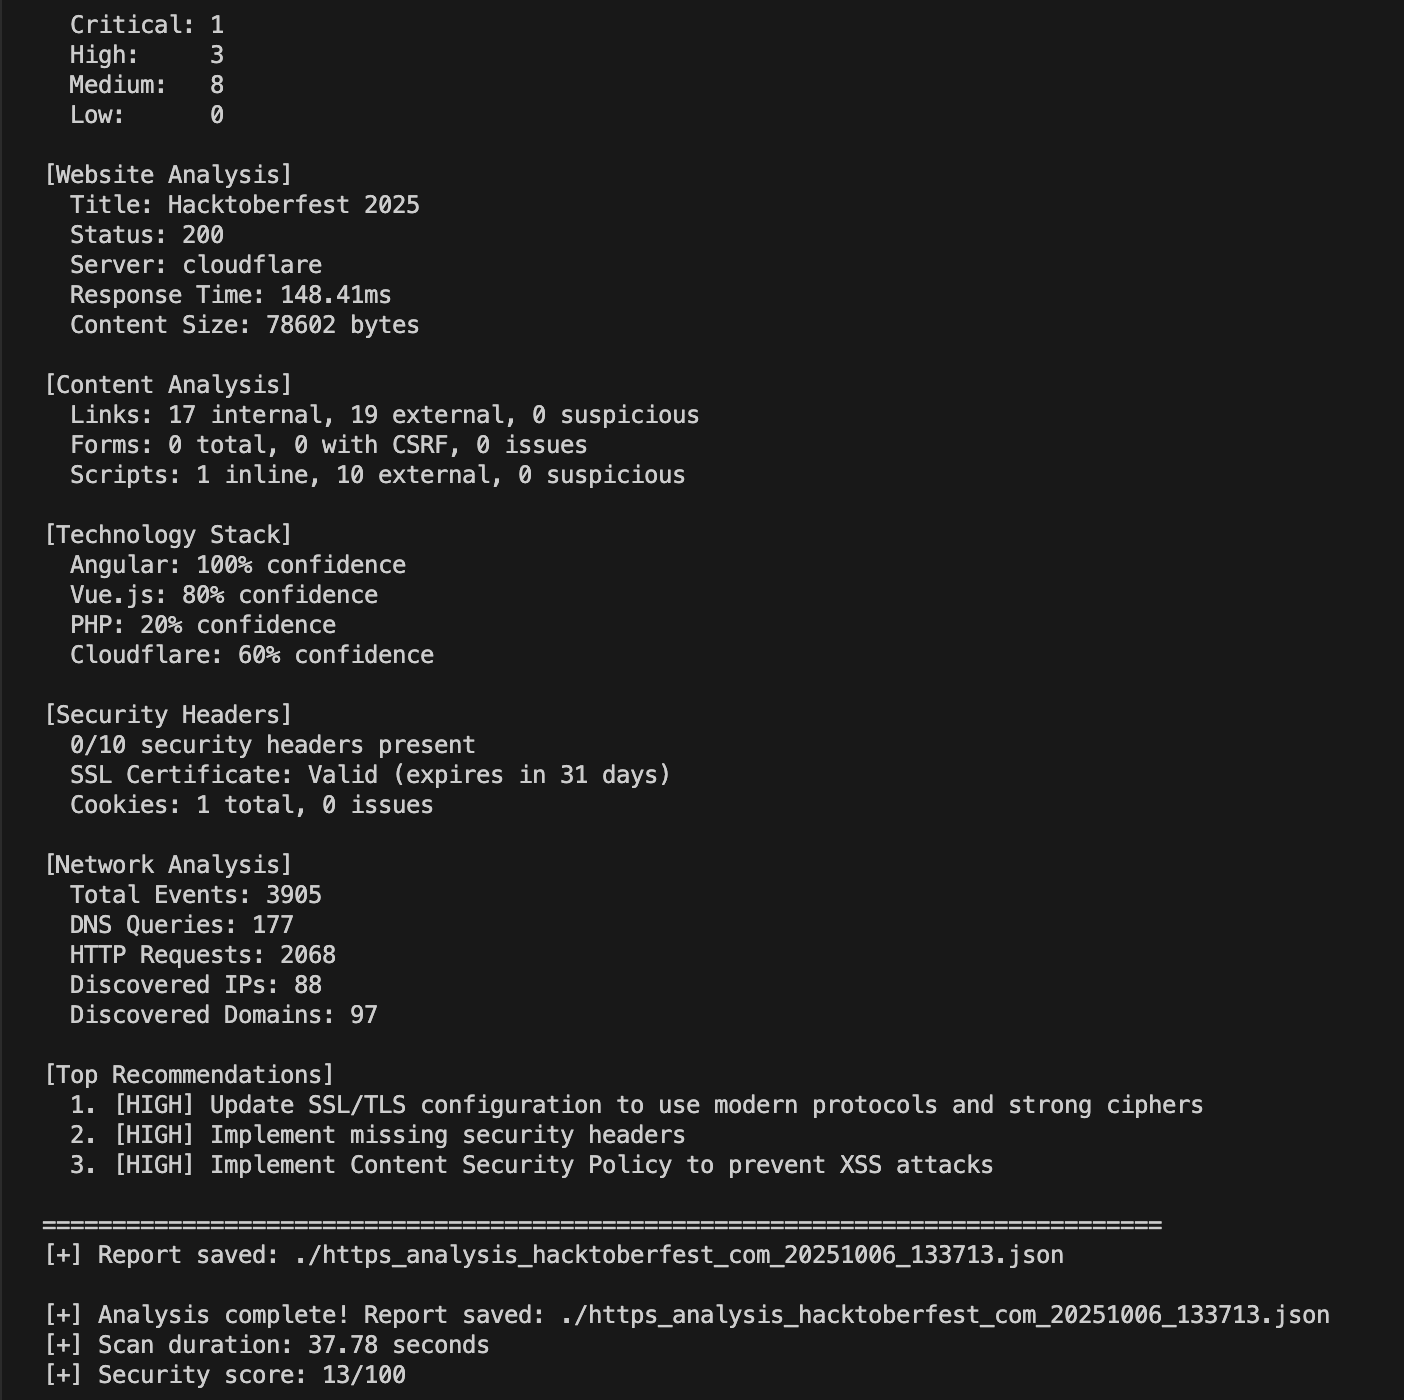 Critical: 1
High: 3
Medium: 8
Low: 0
[Website Analysis]
Title: Hacktoberfest 2025
Status: 200
Server: cloudflare
Response Time: 148.41ms
Content Size: 78602 bytes
[Content Analysis]
Links: 17 internal, 19 external, 0 suspicious
Forms: 0 total, 0 with CSRF, 0 issues
Scripts: 1 inline, 10 external, 0 suspicious
[Technology Stack]
Angular: 100% confidence
Vue.js: 80% confidence
PHP: 20% confidence
Cloudflare: 60% confidence
[Security Headers]
0/10 security headers present
SSL Certificate: Valid (expires in 31 days)
Cookies: 1 total, 0 issues
[Network Analysis]
Total Events: 3905
DNS Queries: 177
HTTP Requests: 2068
Discovered IPs: 88
Discovered Domains: 97
[Top Recommendations]
1. [HIGH] Update SSL/TLS configuration to use modern protocols and strong ciphers
2. [HIGH] Implement missing security headers
3. [HIGH] Implement Content Security Policy to prevent XSS attacks
================================================================================
[+] Report saved: ./https_analysis_hacktoberfest_com_20251006_133713.json
[+] Analysis complete! Report saved: ./https_analysis_hacktoberfest_com_20251006_133713.json
[+] Scan duration: 37.78 seconds
[+] Security score: 13/100